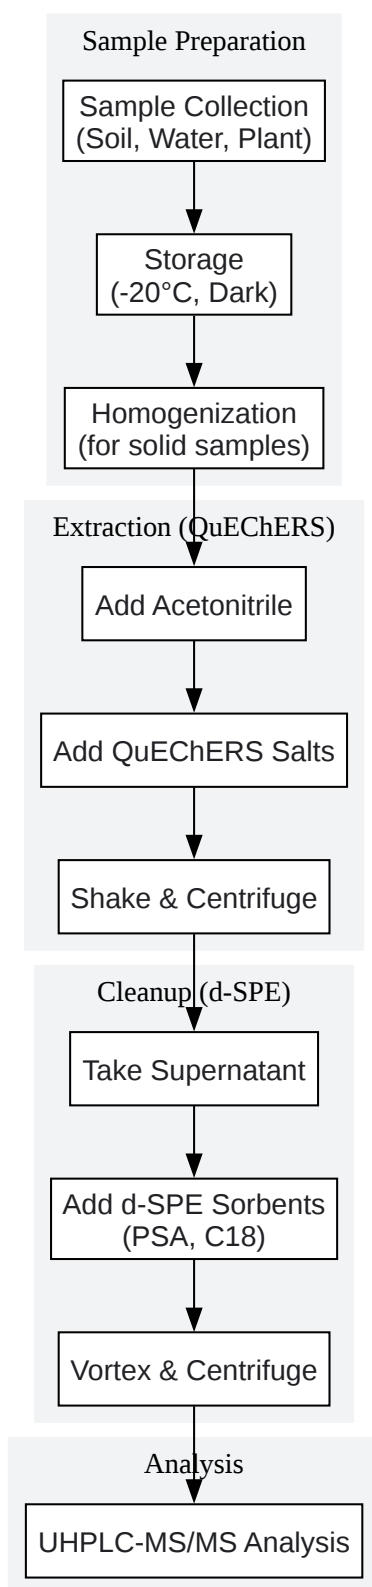 Sample Preparation
Sample Collection
(Soil, Water, Plant)
Storage
(-20°C, Dark)
Homogenization
(for solid samples)
Extraction (QuEChERS)
Add Acetonitrile
Add QuEChERS Salts
Shake & Centrifuge
Cleanup (d-SPE)
Take Supernatant
Add d-SPE Sorbents
(PSA, C18)
Vortex & Centrifuge
Analysis
UHPLC-MS/MS Analysis